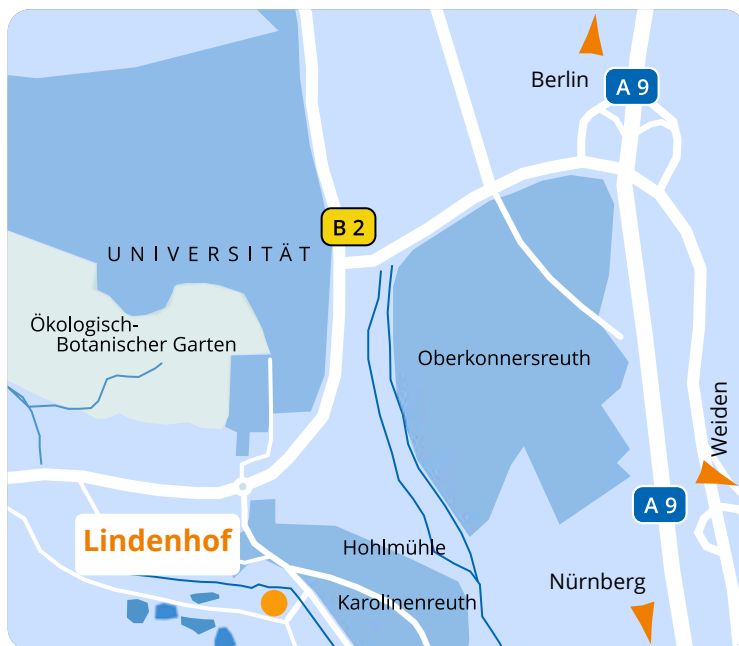 Berlin
A 9
B 2
UNIVERSITÄT
Ökologisch-
Botanischer Garten
Oberkonnersreuth
Weiden
A 9
Lindenhof
Hohlmühle
Nürnberg
Karolinenreuth